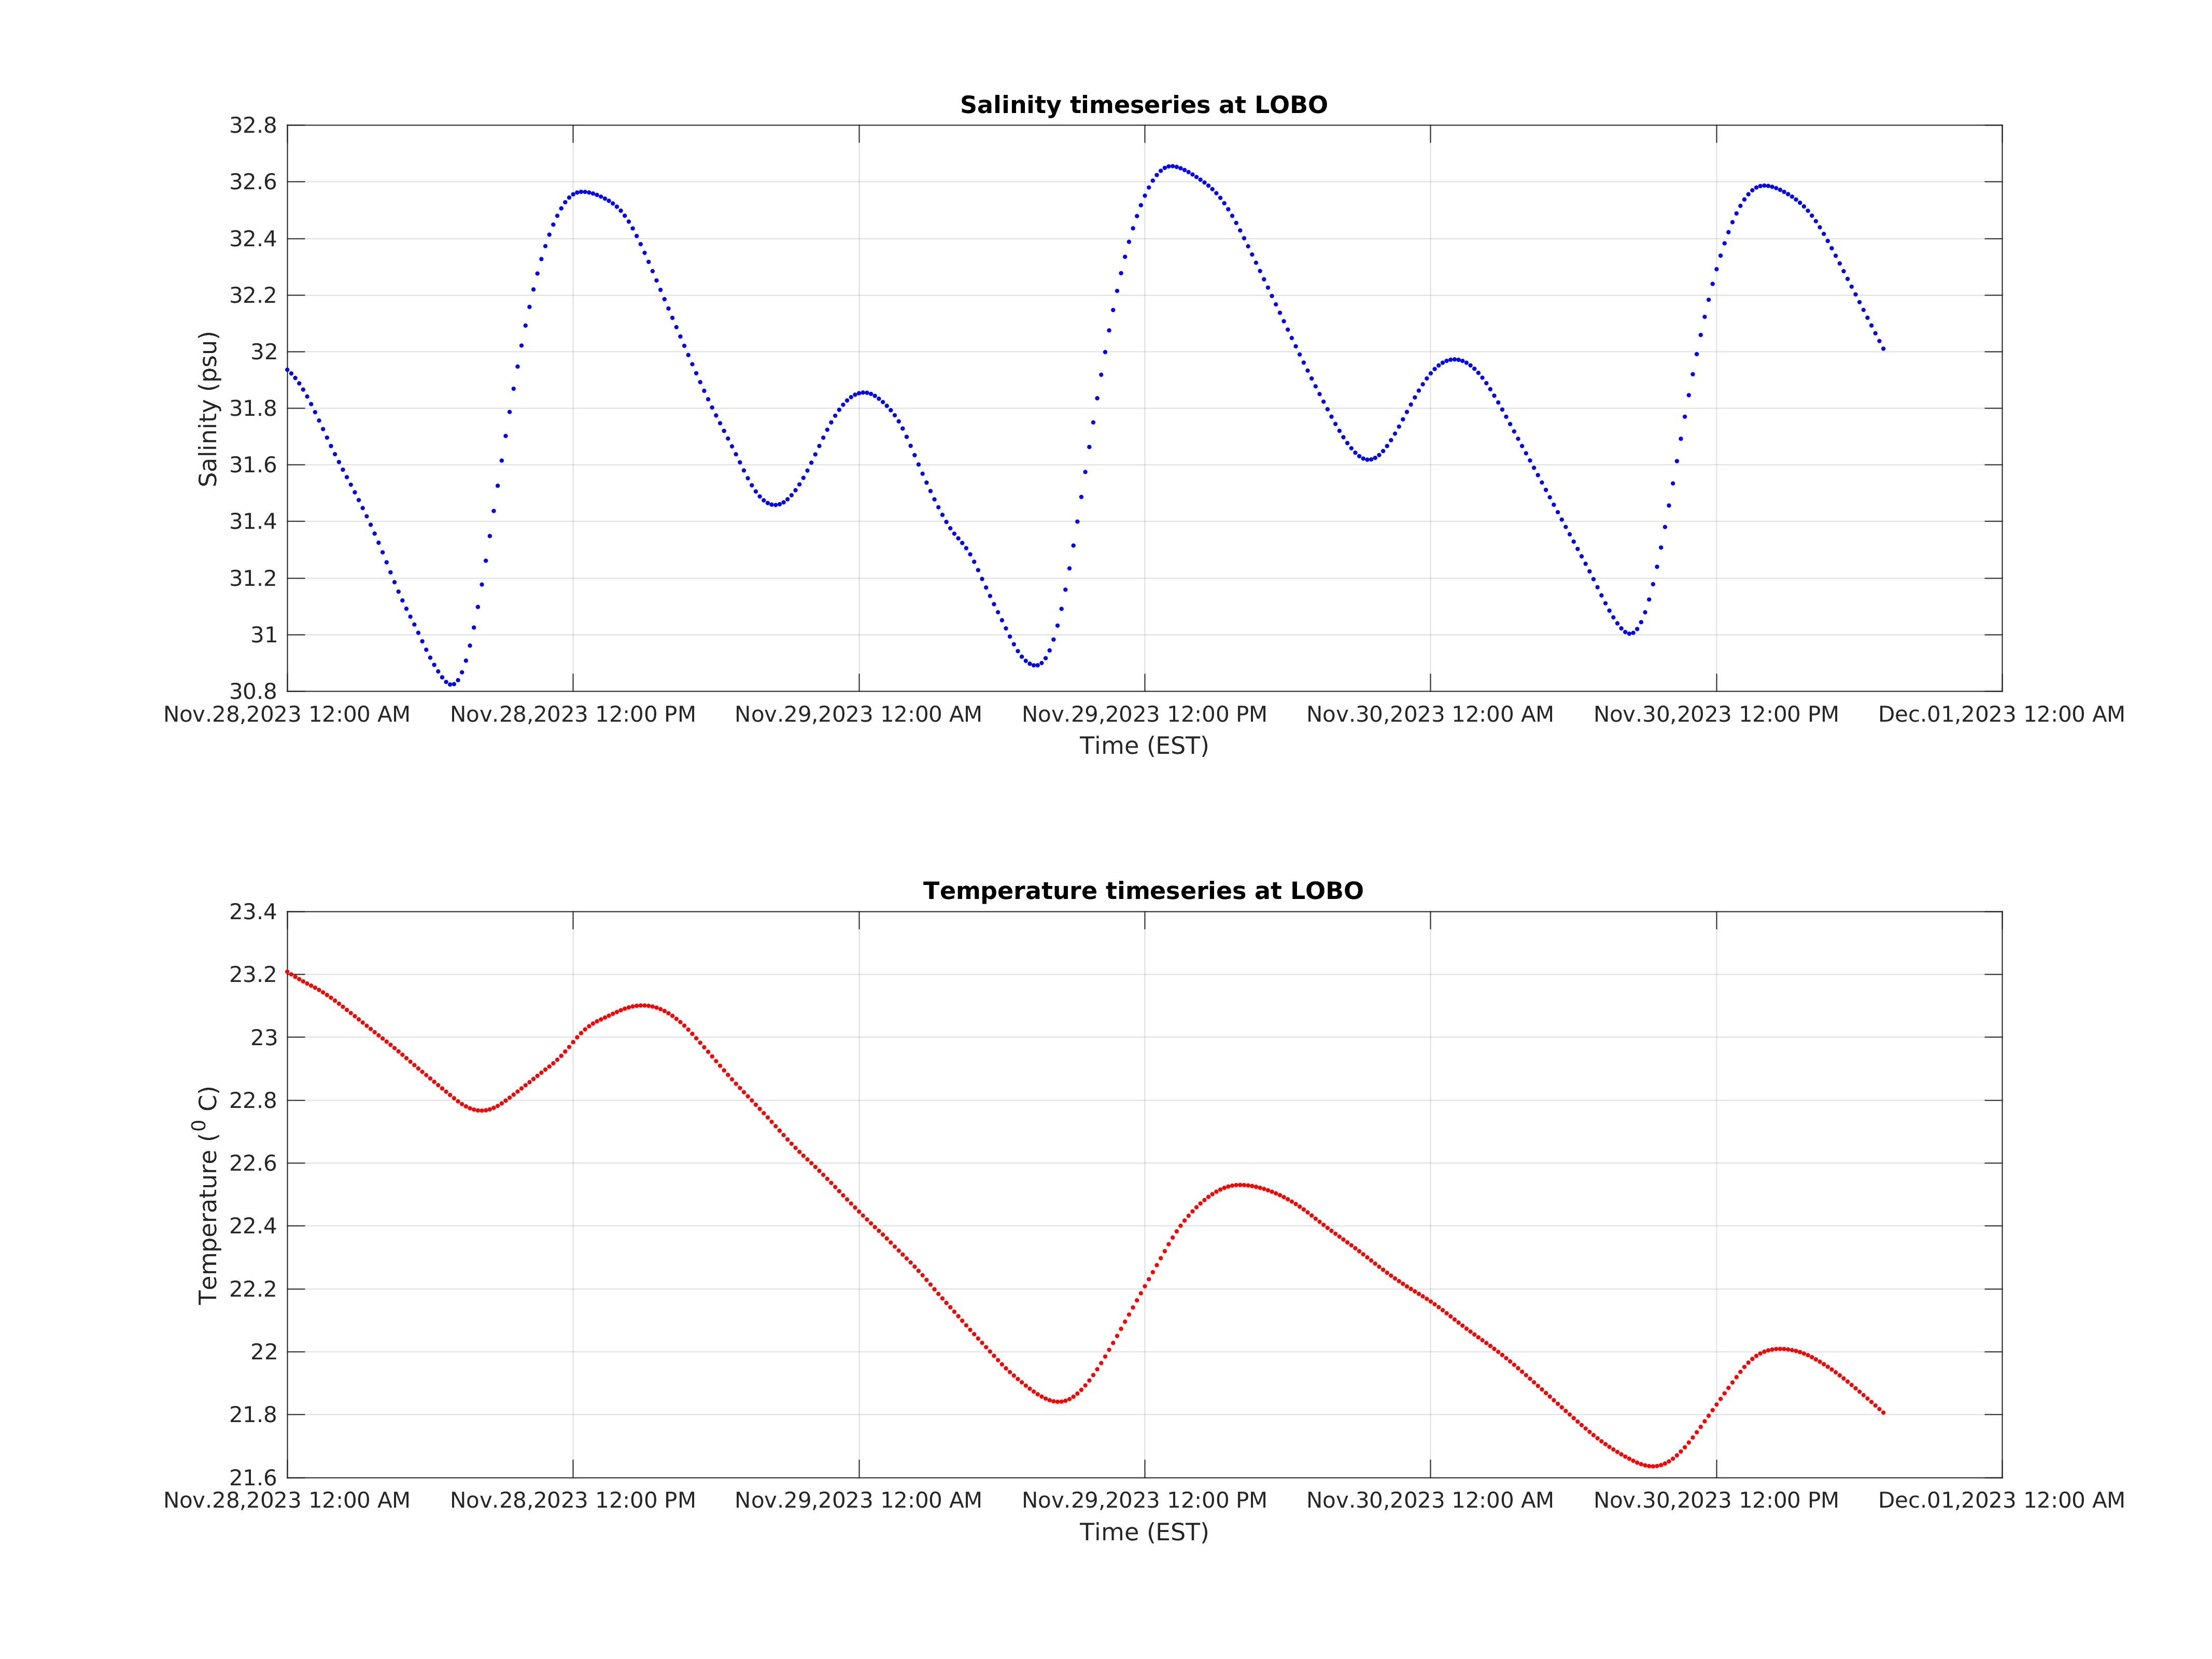 Salinity timeseries at LOBO
32.8
32.6
32.4
32.2
32
31.8
31.6
31.4
31.2
31
30.8
Salinity (psu)
Nov.28,2023 12:00 AM Nov.28,2023 12:00 PM Nov.29,2023 12:00 AM Nov.29,2023 12:00 PM Nov.30,2023 12:00 AM Nov.30,2023 12:00 PM Dec.01,2023 12:00 AM
Time (EST)
Temperature timeseries at LOBO
23.4
23.2
23
22.8
22.6
22.4
22.2
22
21.8
21.6
Temperature (⁰ C)
Nov.28,2023 12:00 AM Nov.28,2023 12:00 PM Nov.29,2023 12:00 AM Nov.29,2023 12:00 PM Nov.30,2023 12:00 AM Nov.30,2023 12:00 PM Dec.01,2023 12:00 AM
Time (EST)